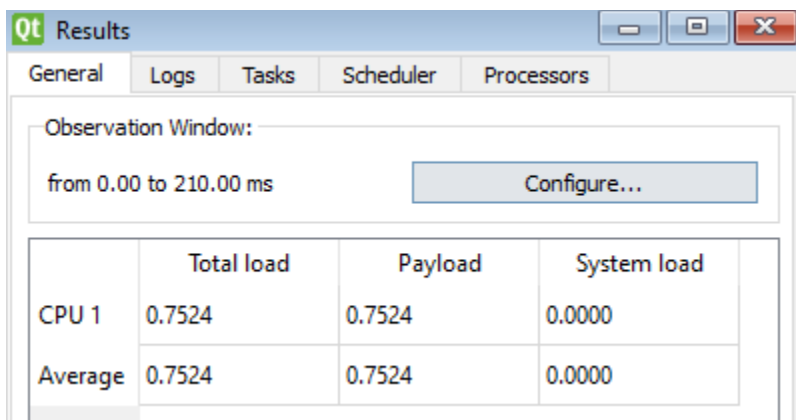 Qt Results
General Logs Tasks Scheduler Processors
Observation Window:
from 0.00 to 210.00 ms Configure...
Total load Payload System load
CPU 1 0.7524 0.7524 0.0000
Average 0.7524 0.7524 0.0000